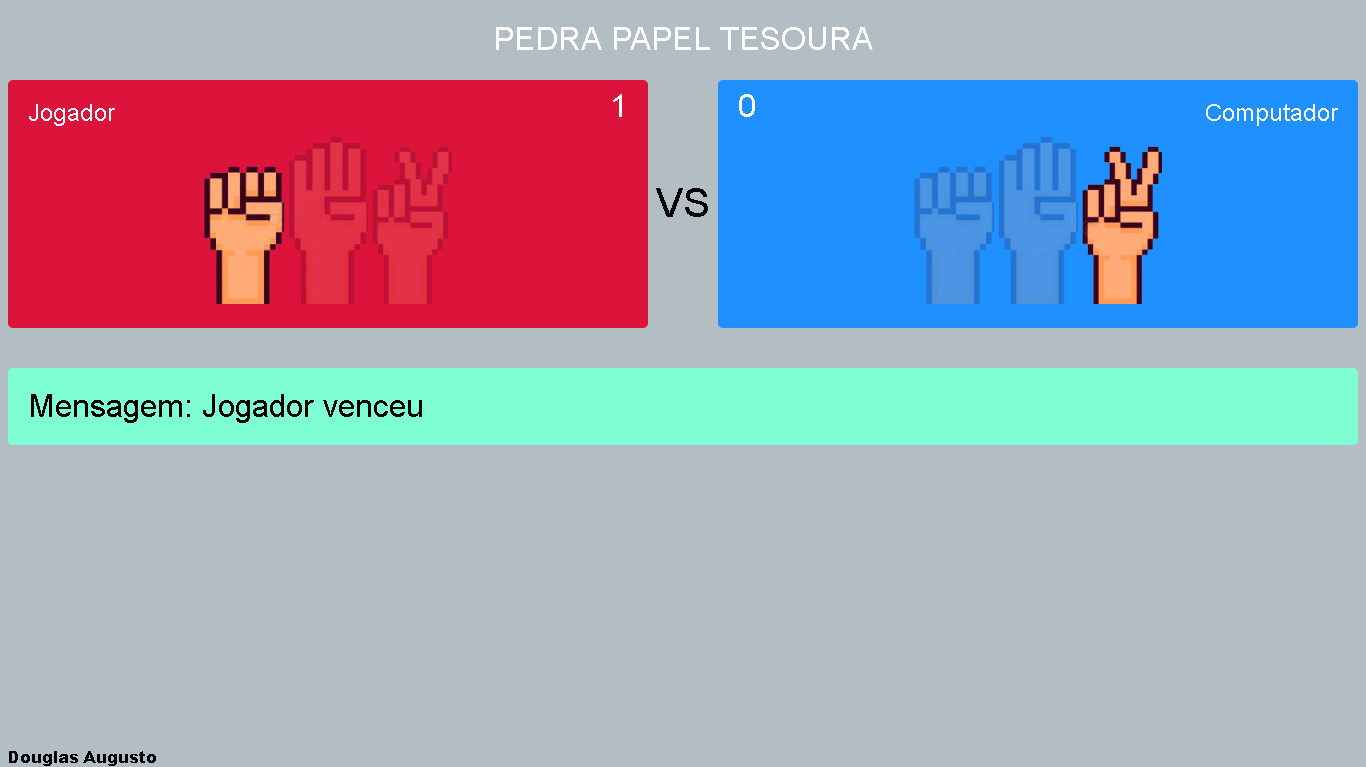 PEDRA PAPEL TESOURA
Jogador
1
VS
0
Computador
Mensagem: Jogador venceu
Douglas Augusto